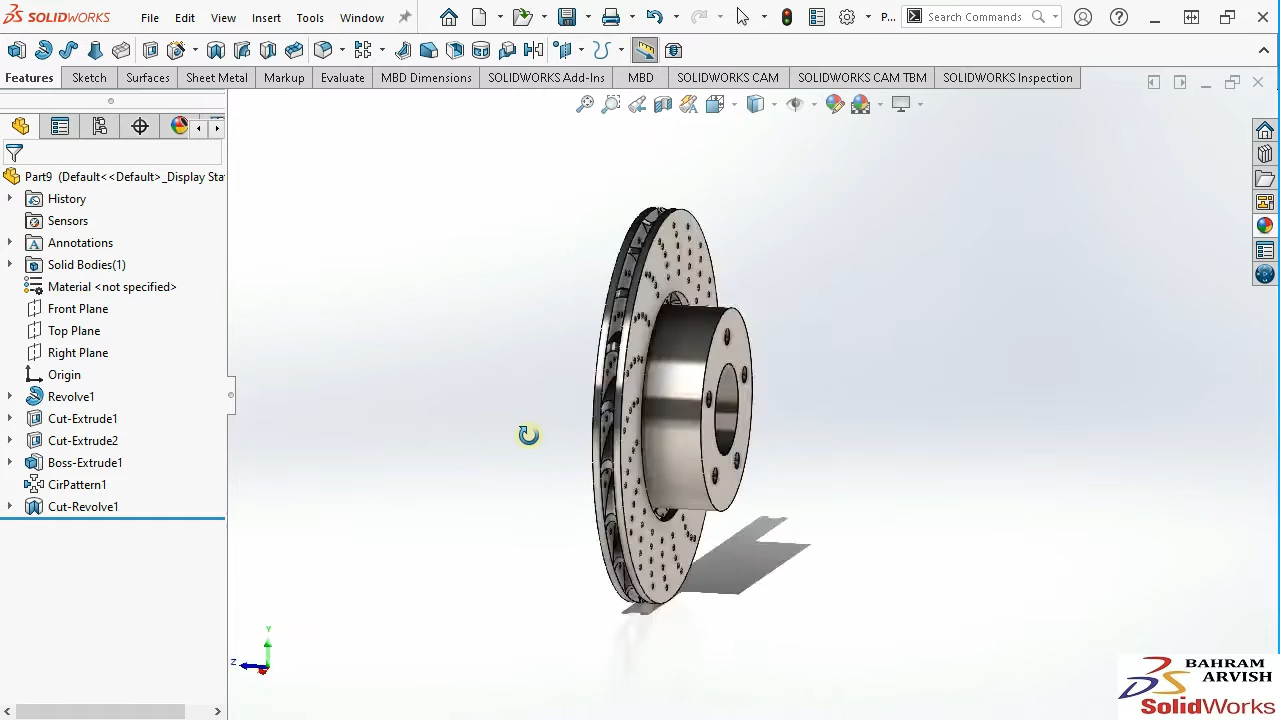 SOLIDWORKS File Edit View Insert Tools Window P... Search Commands
Features Sketch Surfaces Sheet Metal Markup Evaluate MBD Dimensions SOLIDWORKS Add-Ins MBD SOLIDWORKS CAM SOLIDWORKS CAM TBM SOLIDWORKS Inspection
Part9 (Default<<Default>_Display Sta
History
Sensors
Annotations
Solid Bodies(1)
Material <not specified>
Front Plane
Top Plane
Right Plane
Origin
Revolve1
Cut-Extrude1
Cut-Extrude2
Boss-Extrude1
CirPattern1
Cut-Revolve1
Y
Z
BAHRAM
ARVISH
SolidWorks